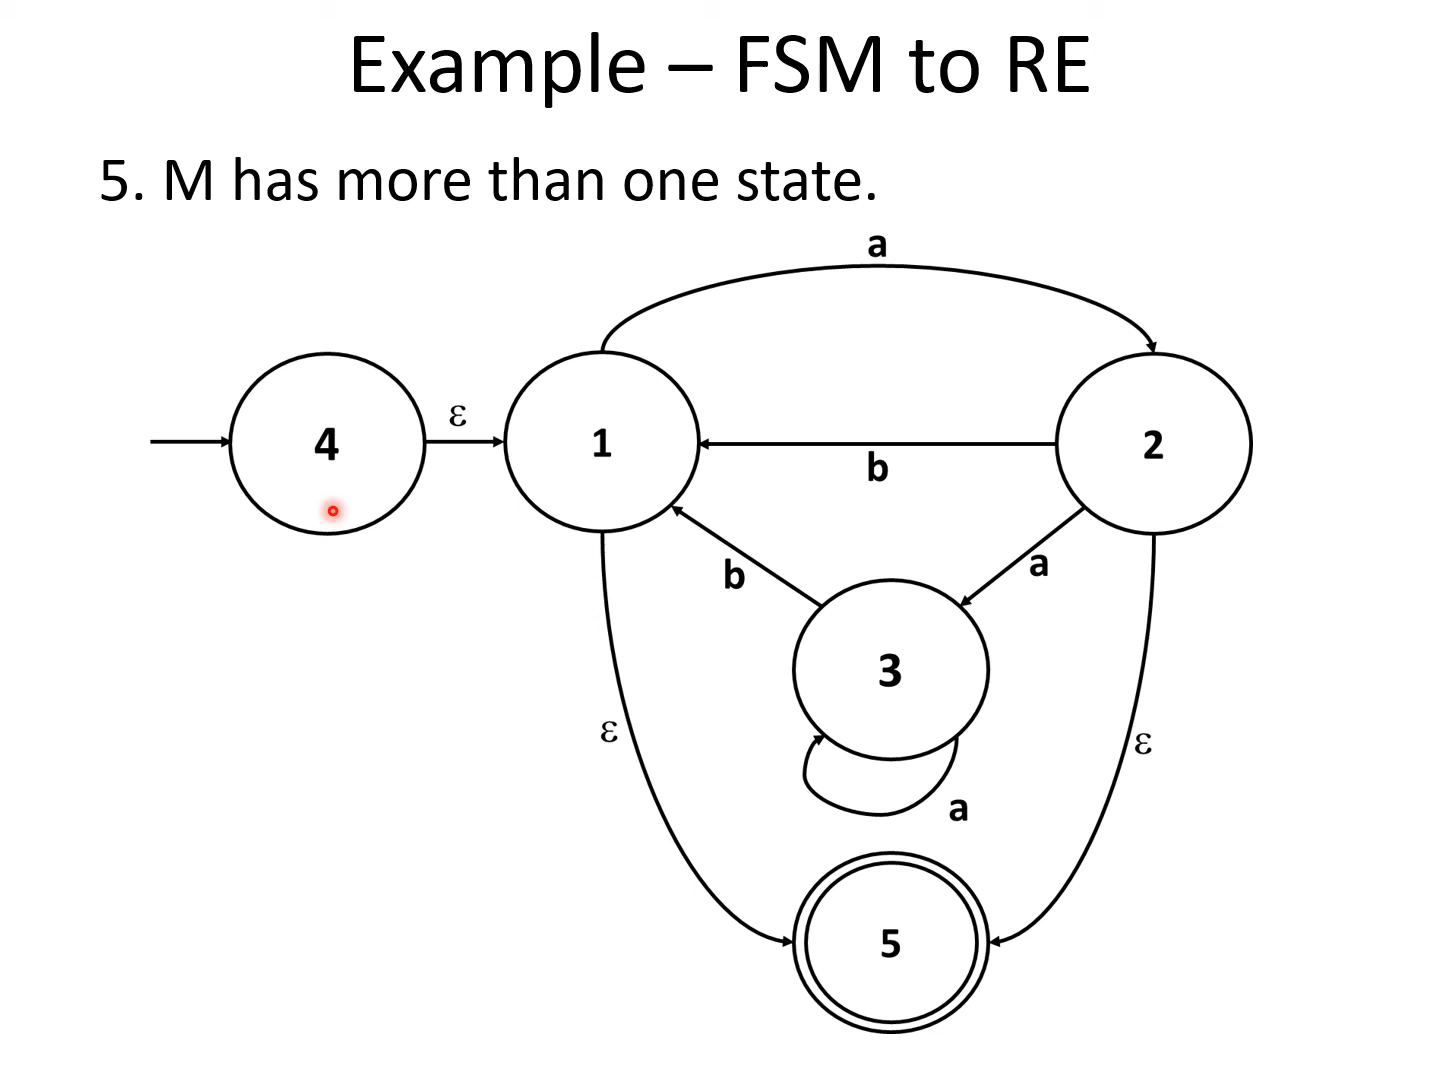 Example – FSM to RE
5. M has more than one state.
a
4
ε
1
b
2
b
a
3
ε
ε
a
5